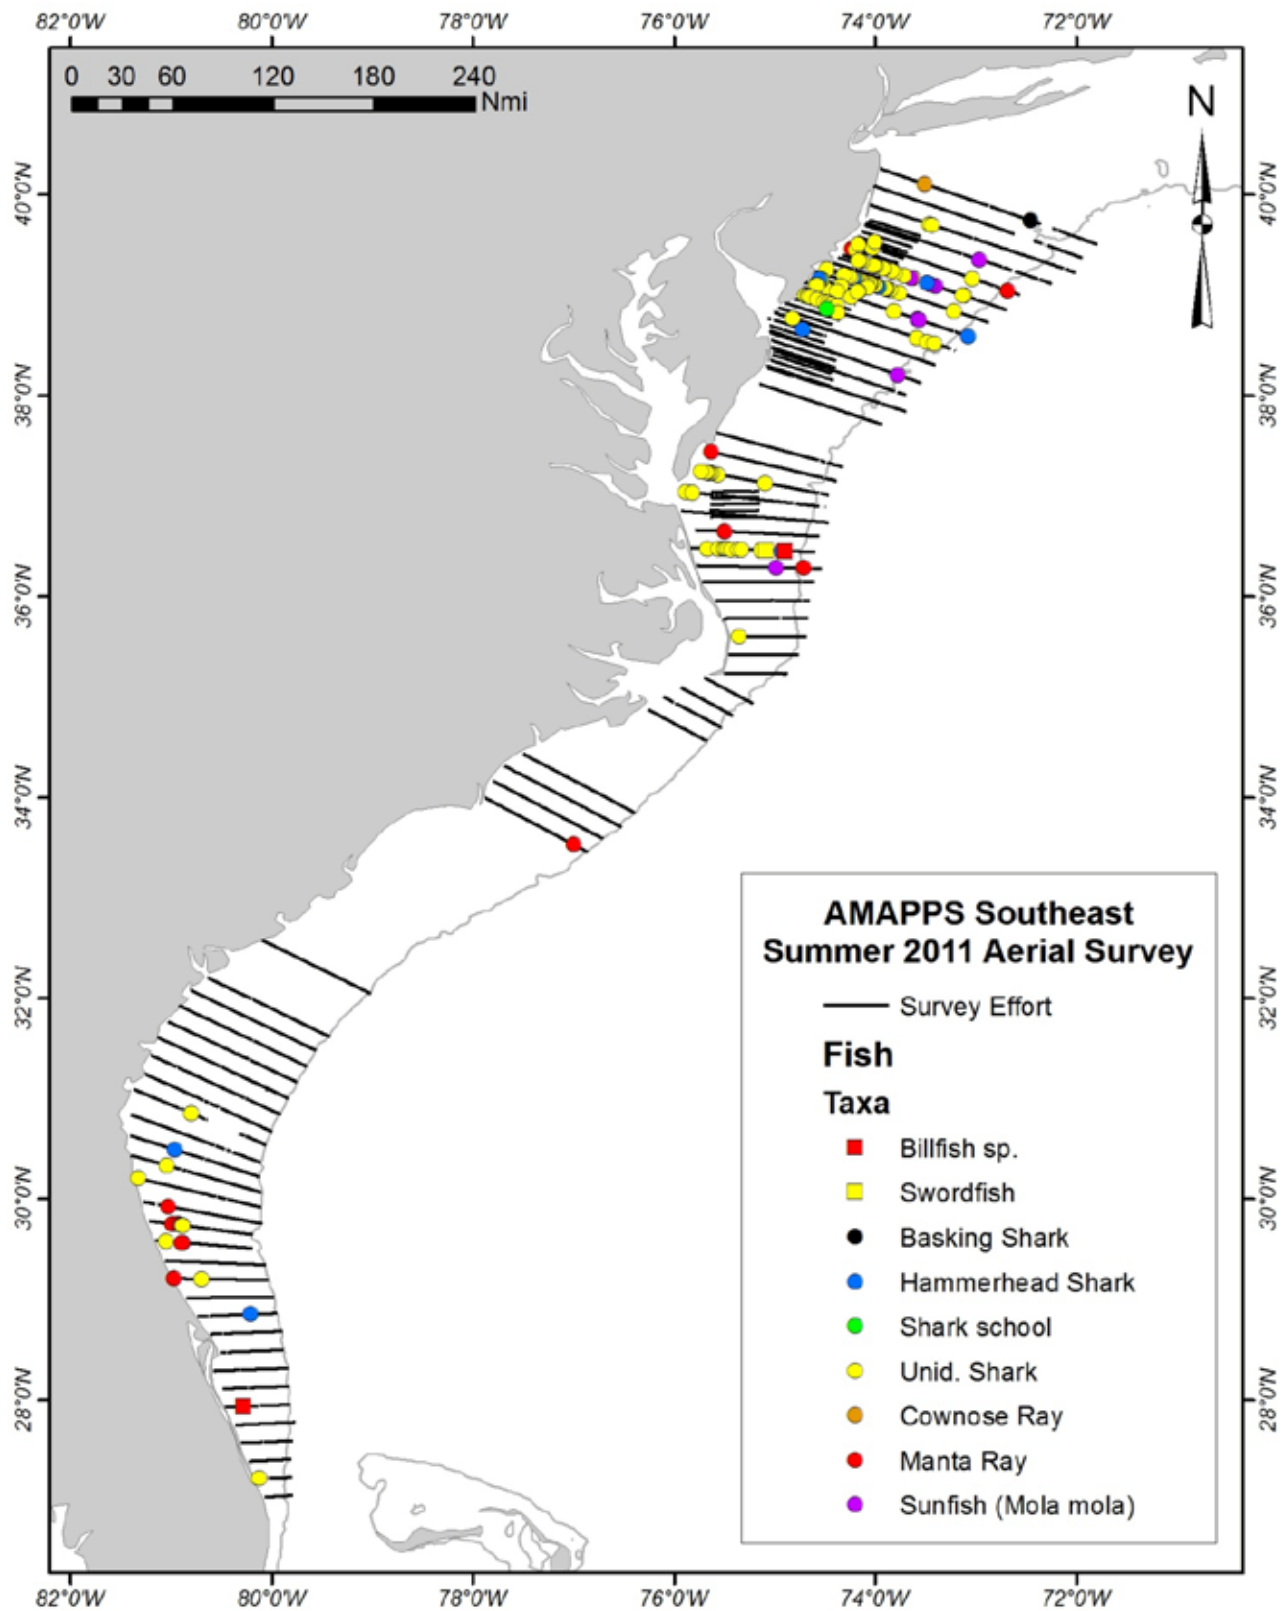 82°0'W 80°0'W 78°0'W 76°0'W 74°0'W 72°0'W
0 30 60 120 180 240
Nmi
N
40°0'N 40°0'N
38°0'N 38°0'N
36°0'N 36°0'N
34°0'N 34°0'N
AMAPPS Southeast
Summer 2011 Aerial Survey
Survey Effort
Fish
Taxa
Billfish sp.
Swordfish
Basking Shark
Hammerhead Shark
Shark school
Unid. Shark
Cownose Ray
Manta Ray
Sunfish (Mola mola)
32°0'N 32°0'N
30°0'N 30°0'N
28°0'N 28°0'N
82°0'W 80°0'W 78°0'W 76°0'W 74°0'W 72°0'W